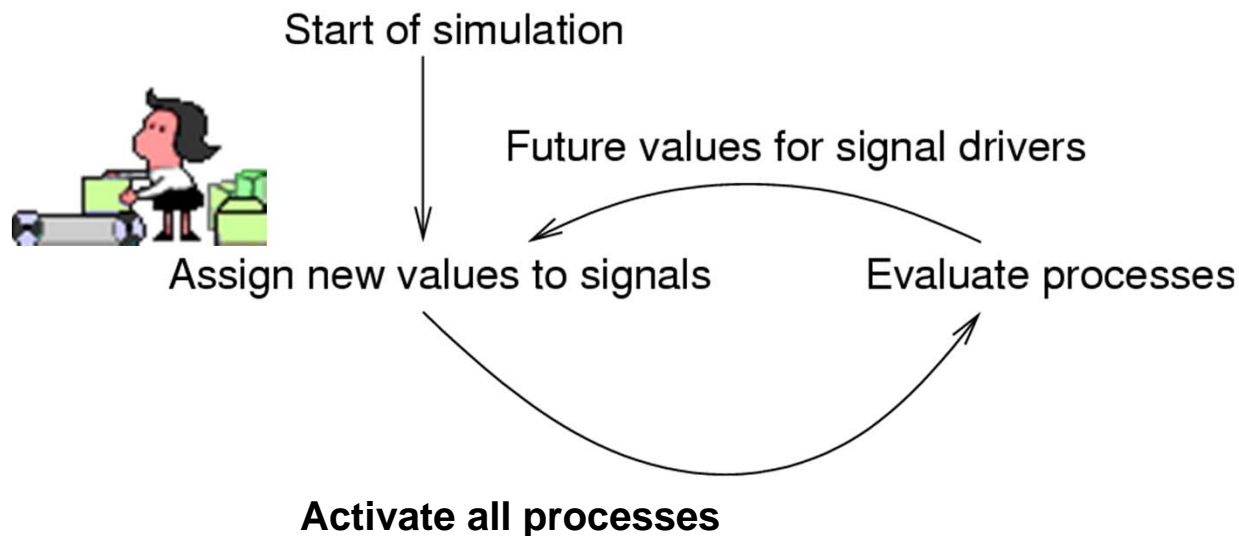 Start of simulation
Future values for signal drivers
Assign new values to signals
Evaluate processes
Activate all processes